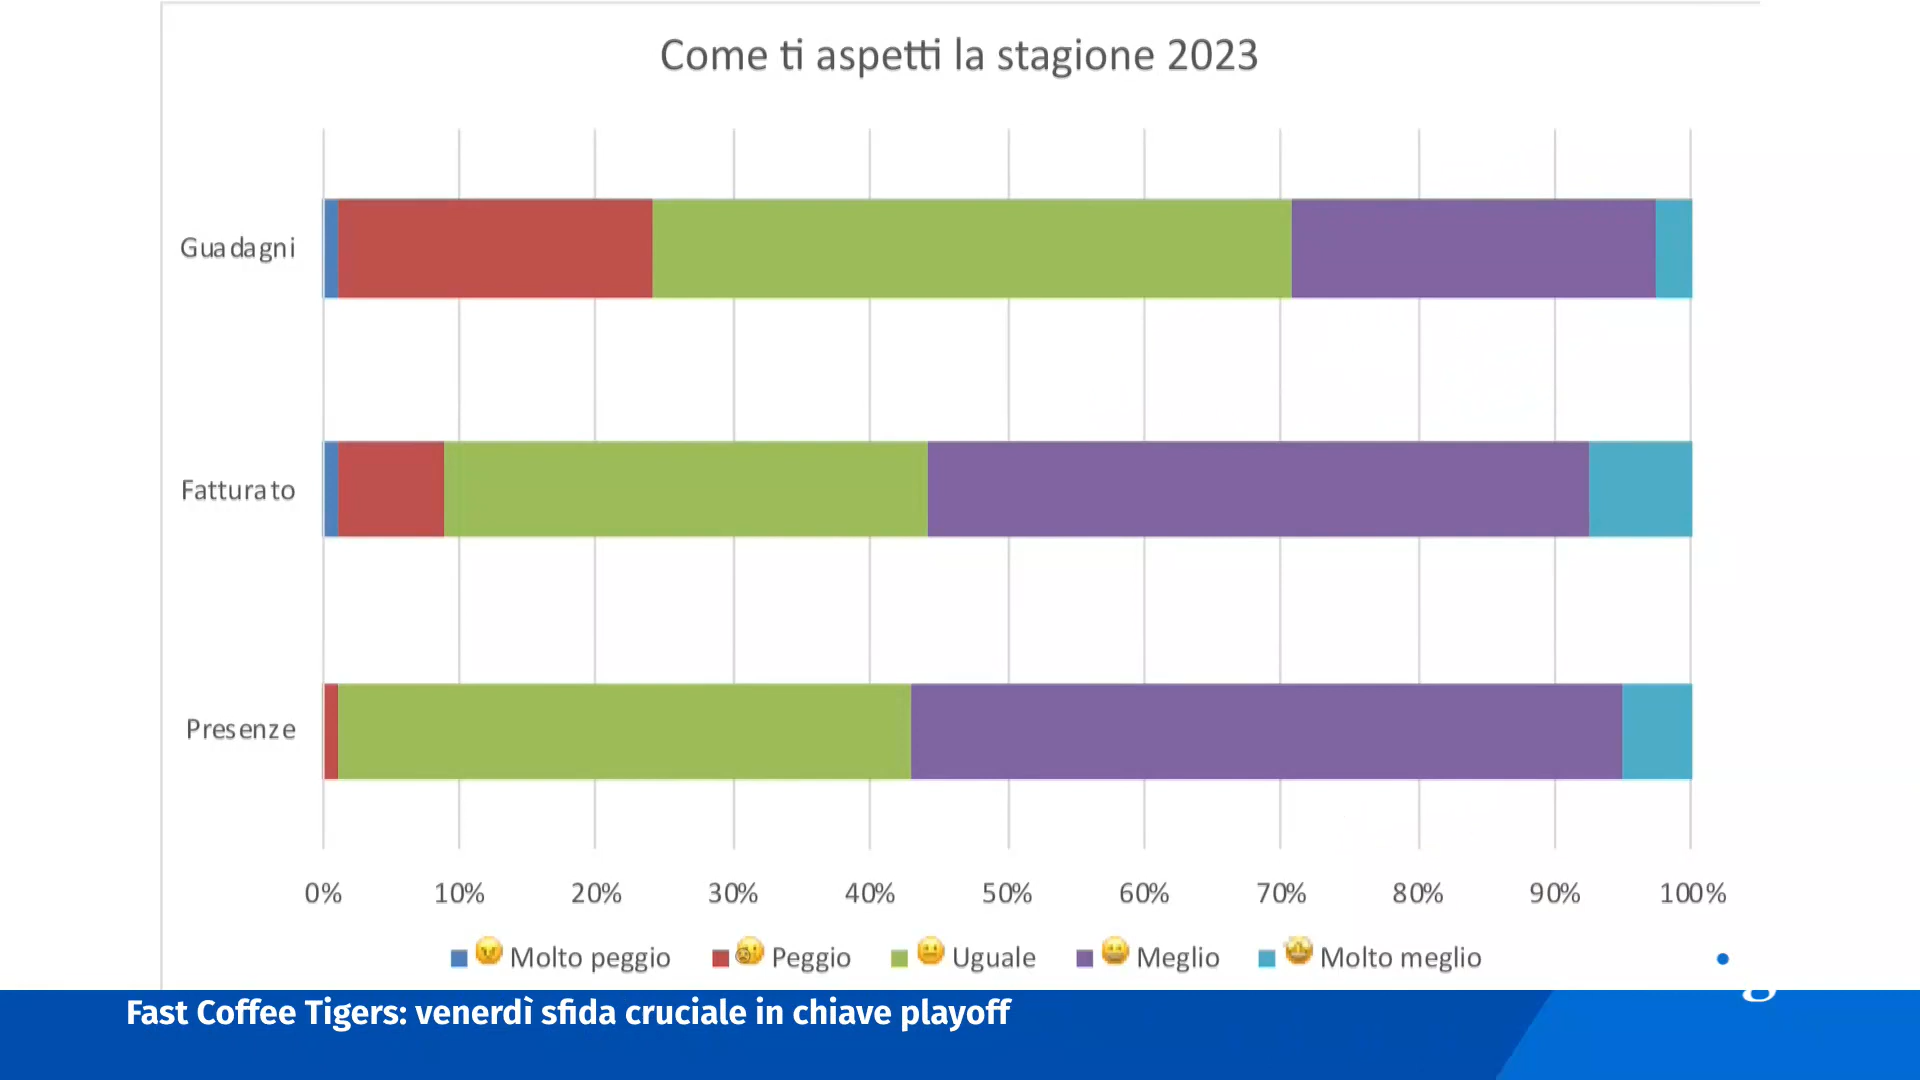 Come ti aspetti la stagione 2023
Guadagni
Fatturato
Presenze
0% 10% 20% 30% 40% 50% 60% 70% 80% 90% 100%
Molto peggio Peggio Uguale Meglio Molto meglio
Fast Coffee Tigers: venerdì sfida cruciale in chiave playoff